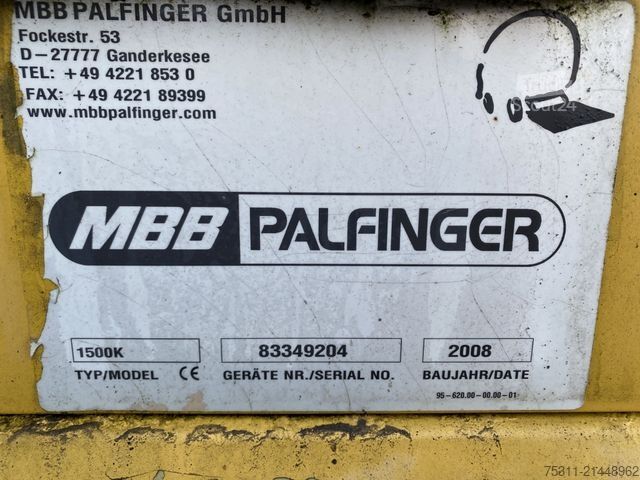 MBB PALFINGER GmbH
Fockestr. 53
D-27777 Ganderkesee
TEL: +49 4221 853 0
FAX: +49 4221 89399
www.mbbpalfinger.com
MBB PALFINGER
1500K 83349204 2008
TYP/MODEL CE GERÄTE NR./SERIAL NO. BAUJAHR/DATE
95-620.00-00.00-01
75311-21448962